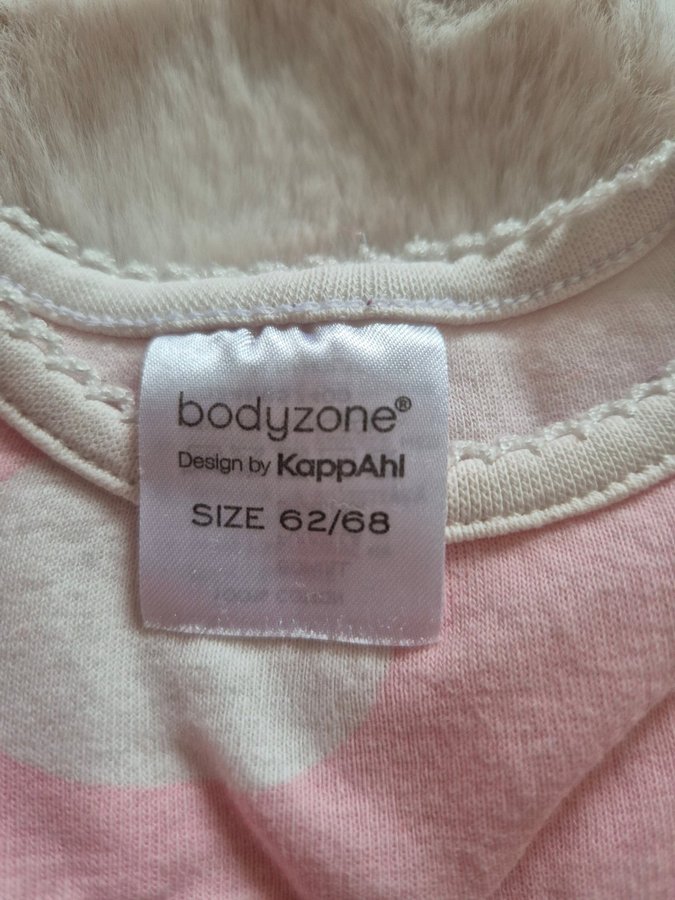 bodyzone®
Design by KappAhl
SIZE 62/68